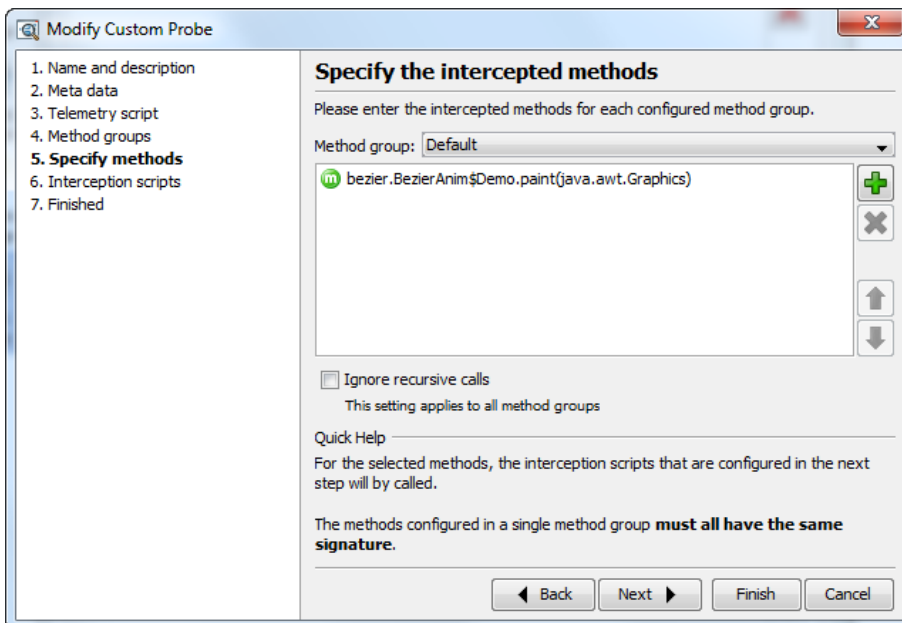 Modify Custom Probe
1. Name and description
2. Meta data
3. Telemetry script
4. Method groups
5. Specify methods
6. Interception scripts
7. Finished
Specify the intercepted methods
Please enter the intercepted methods for each configured method group.
Method group: Default
m bezier.BezierAnim$Demo.paint(java.awt.Graphics)
Ignore recursive calls
This setting applies to all method groups
Quick Help
For the selected methods, the interception scripts that are configured in the next
step will by called.
The methods configured in a single method group must all have the same
signature.
Back Next Finish Cancel